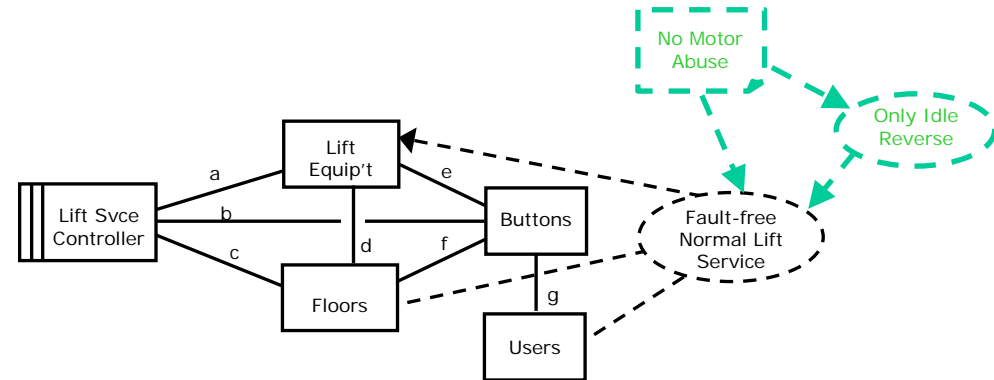 No Motor
Abuse
Only Idle
Reverse
Lift
Equip't
a
e
Lift Svce
Controller
b
Buttons
Fault-free
Normal Lift
Service
c
d
f
Floors
g
Users